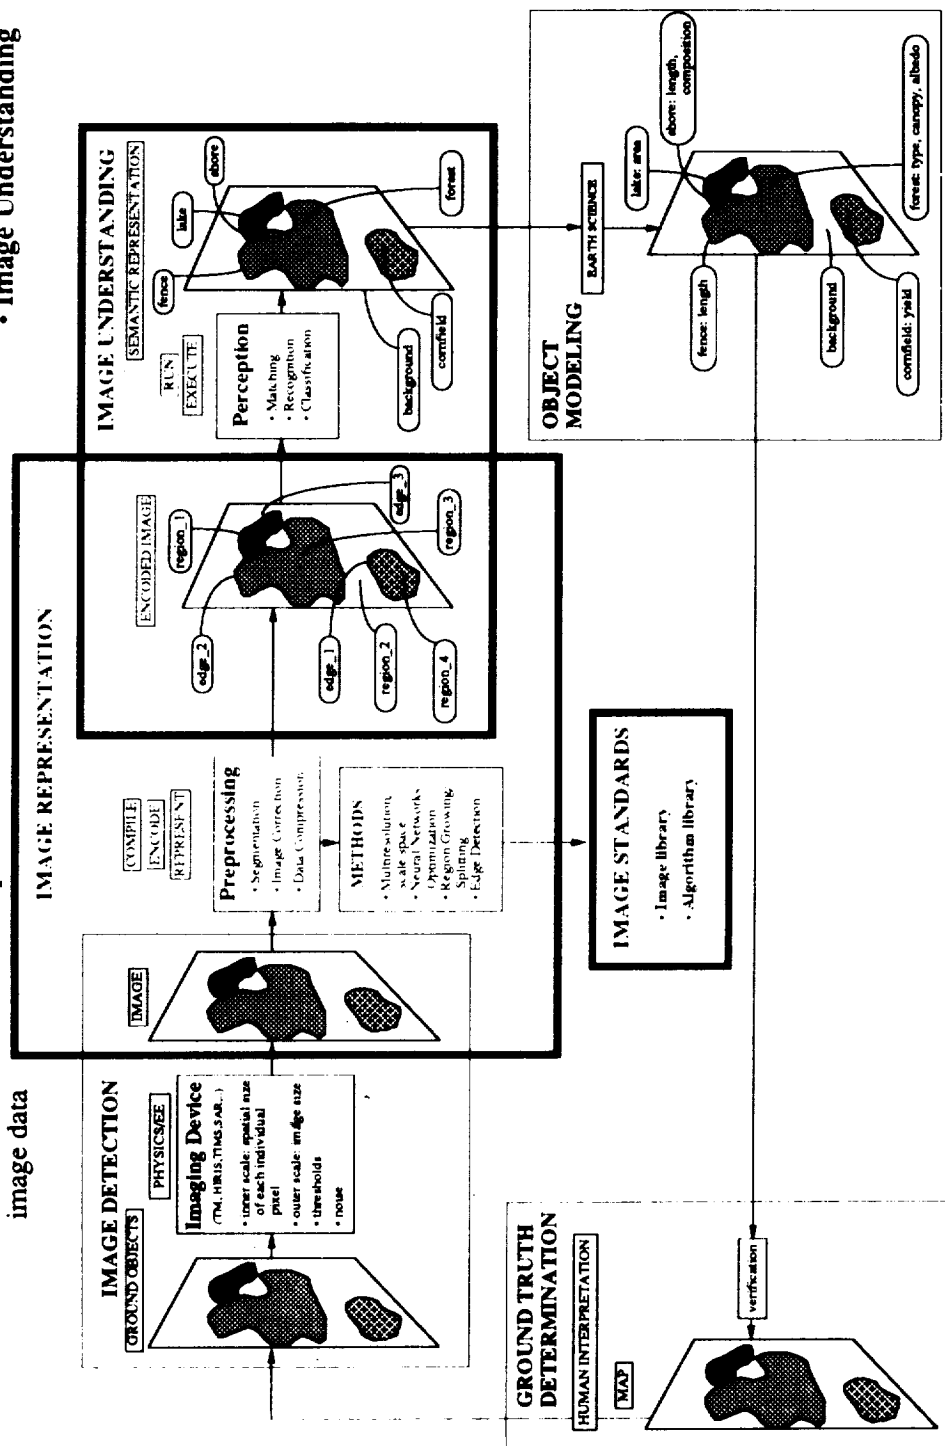 • Image Understanding
image data
IMAGE REPRESENTATION
IMAGE DETECTION
GROUND OBJECTS
PHYSICS/EE
Imaging Device
(TM, HIRIS, TIMS, SAR...)
• inner scale: spatial size
of each individual
pixel
• outer scale: image size
• thresholds
• noise
IMAGE
COMPILE
ENCODE
REPRESENT
Preprocessing
• Segmentation
• Image Correction
• Data Compression
METHODS
• Multiresolution,
scale space
• Neural Networks
Optimization
• Region Growing,
Splitting
• Edge Detection
ENCODED IMAGE
region_1
edge_2
edge_3
edge_1
region_3
region_2
region_4
IMAGE UNDERSTANDING
SEMANTIC REPRESENTATION
RUN
EXECUTE
Perception
• Matching
• Recognition
• Classification
lake
shore
fence
forest
background
cornfield
IMAGE STANDARDS
• Image library
• Algorithm library
OBJECT
MODELING
EARTH SCIENCE
lake: area
shore: length,
composition
fence: length
background
cornfield: yield
forest: type, canopy, albedo
GROUND TRUTH
DETERMINATION
HUMAN INTERPRETATION
MAP
verification